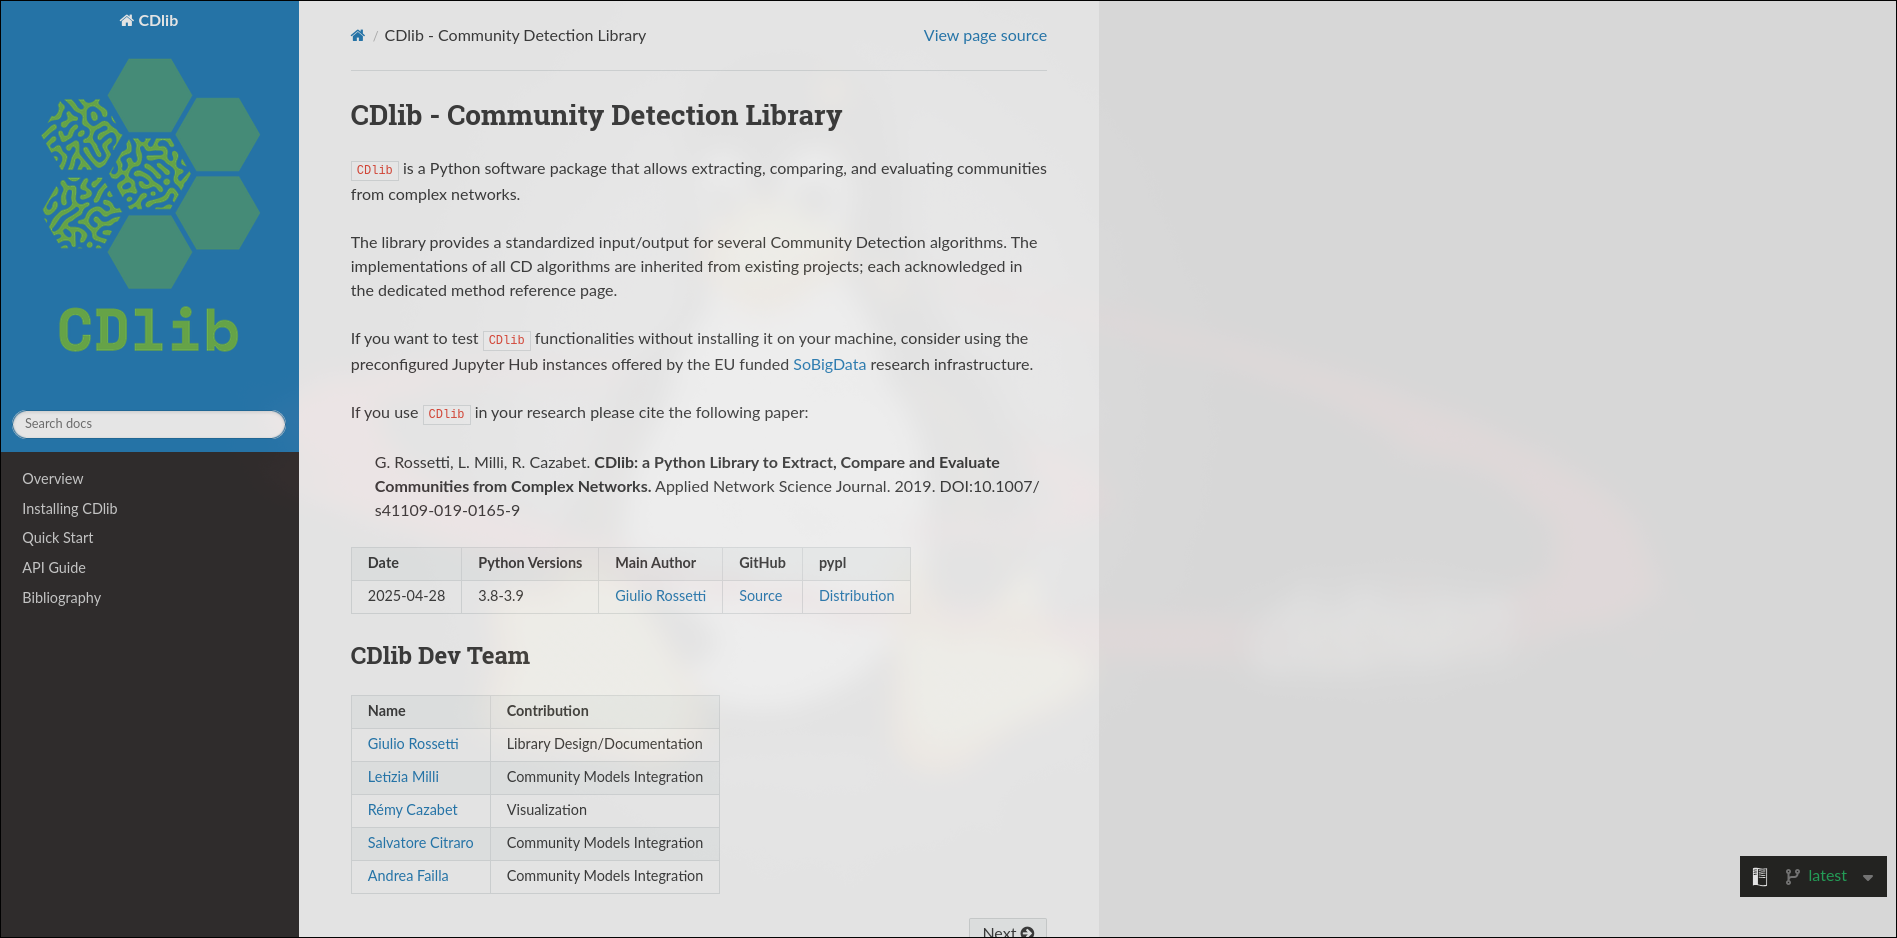 CDlib
CDlib
Search docs
Overview
Installing CDlib
Quick Start
API Guide
Bibliography
/ CDlib - Community Detection Library
View page source
CDlib - Community Detection Library
CDlib is a Python software package that allows extracting, comparing, and evaluating communities
from complex networks.
The library provides a standardized input/output for several Community Detection algorithms. The
implementations of all CD algorithms are inherited from existing projects; each acknowledged in
the dedicated method reference page.
If you want to test CDlib functionalities without installing it on your machine, consider using the
preconfigured Jupyter Hub instances offered by the EU funded SoBigData research infrastructure.
If you use CDlib in your research please cite the following paper:
G. Rossetti, L. Milli, R. Cazabet. CDlib: a Python Library to Extract, Compare and Evaluate
Communities from Complex Networks. Applied Network Science Journal. 2019. DOI:10.1007/
s41109-019-0165-9
Date Python Versions Main Author GitHub pypl
2025-04-28 3.8-3.9 Giulio Rossetti Source Distribution
CDlib Dev Team
Name Contribution
Giulio Rossetti Library Design/Documentation
Letizia Milli Community Models Integration
Rémy Cazabet Visualization
Salvatore Citraro Community Models Integration
Andrea Failla Community Models Integration
Next
latest